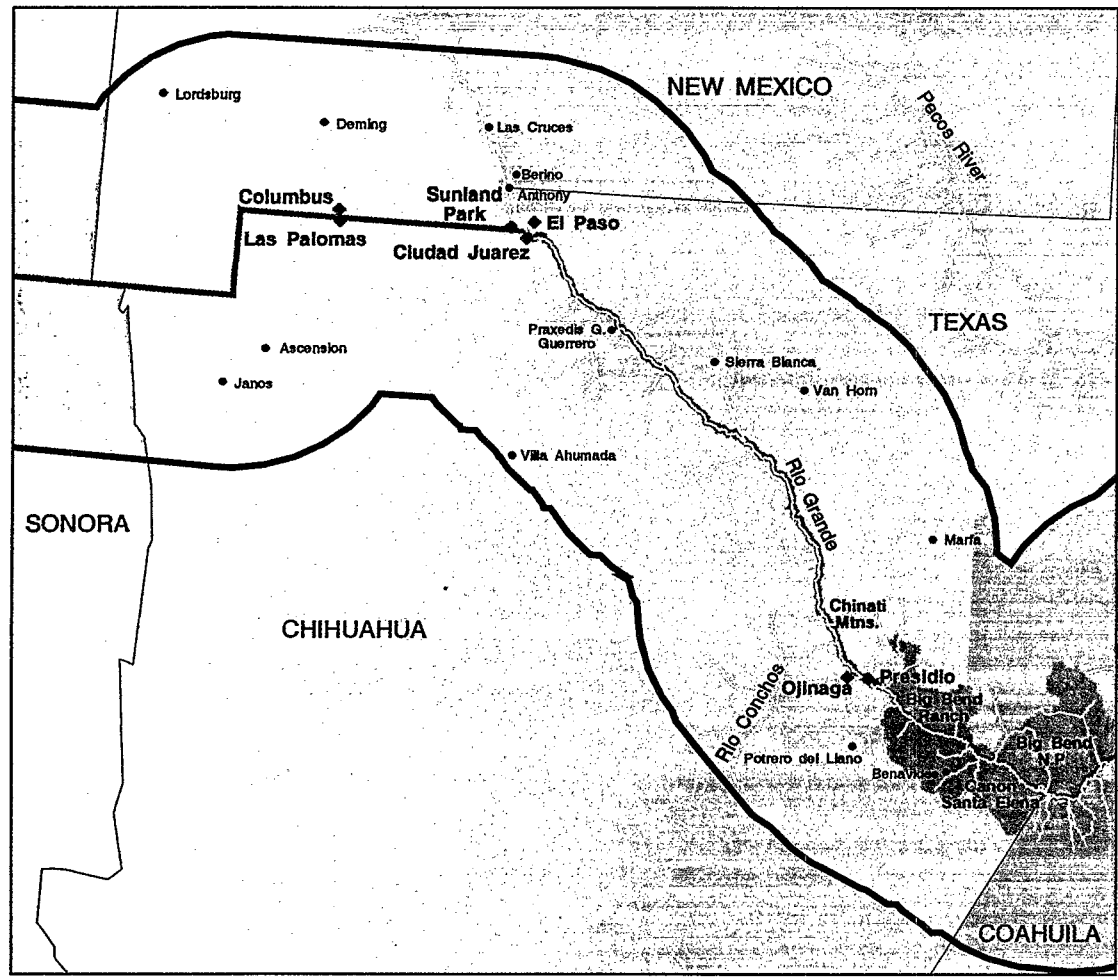 NEW MEXICO
Pecos River
Lordsburg
Deming
Las Cruces
Berino
Anthony
Columbus
Sunland
Park
El Paso
Las Palomas
Ciudad Juarez
TEXAS
Praxedis G.
Guerrero
Ascension
Sierra Blanca
Janos
Van Horn
Villa Ahumada
Rio Grande
SONORA
Marfa
Chinati
Mtns.
CHIHUAHUA
Rio Conchos
Ojinaga
Presidio
Big Bend
Ranch
Big Bend
N.P.
Potrero del Llano
Benavides
Cañon
Santa Elena
COAHUILA